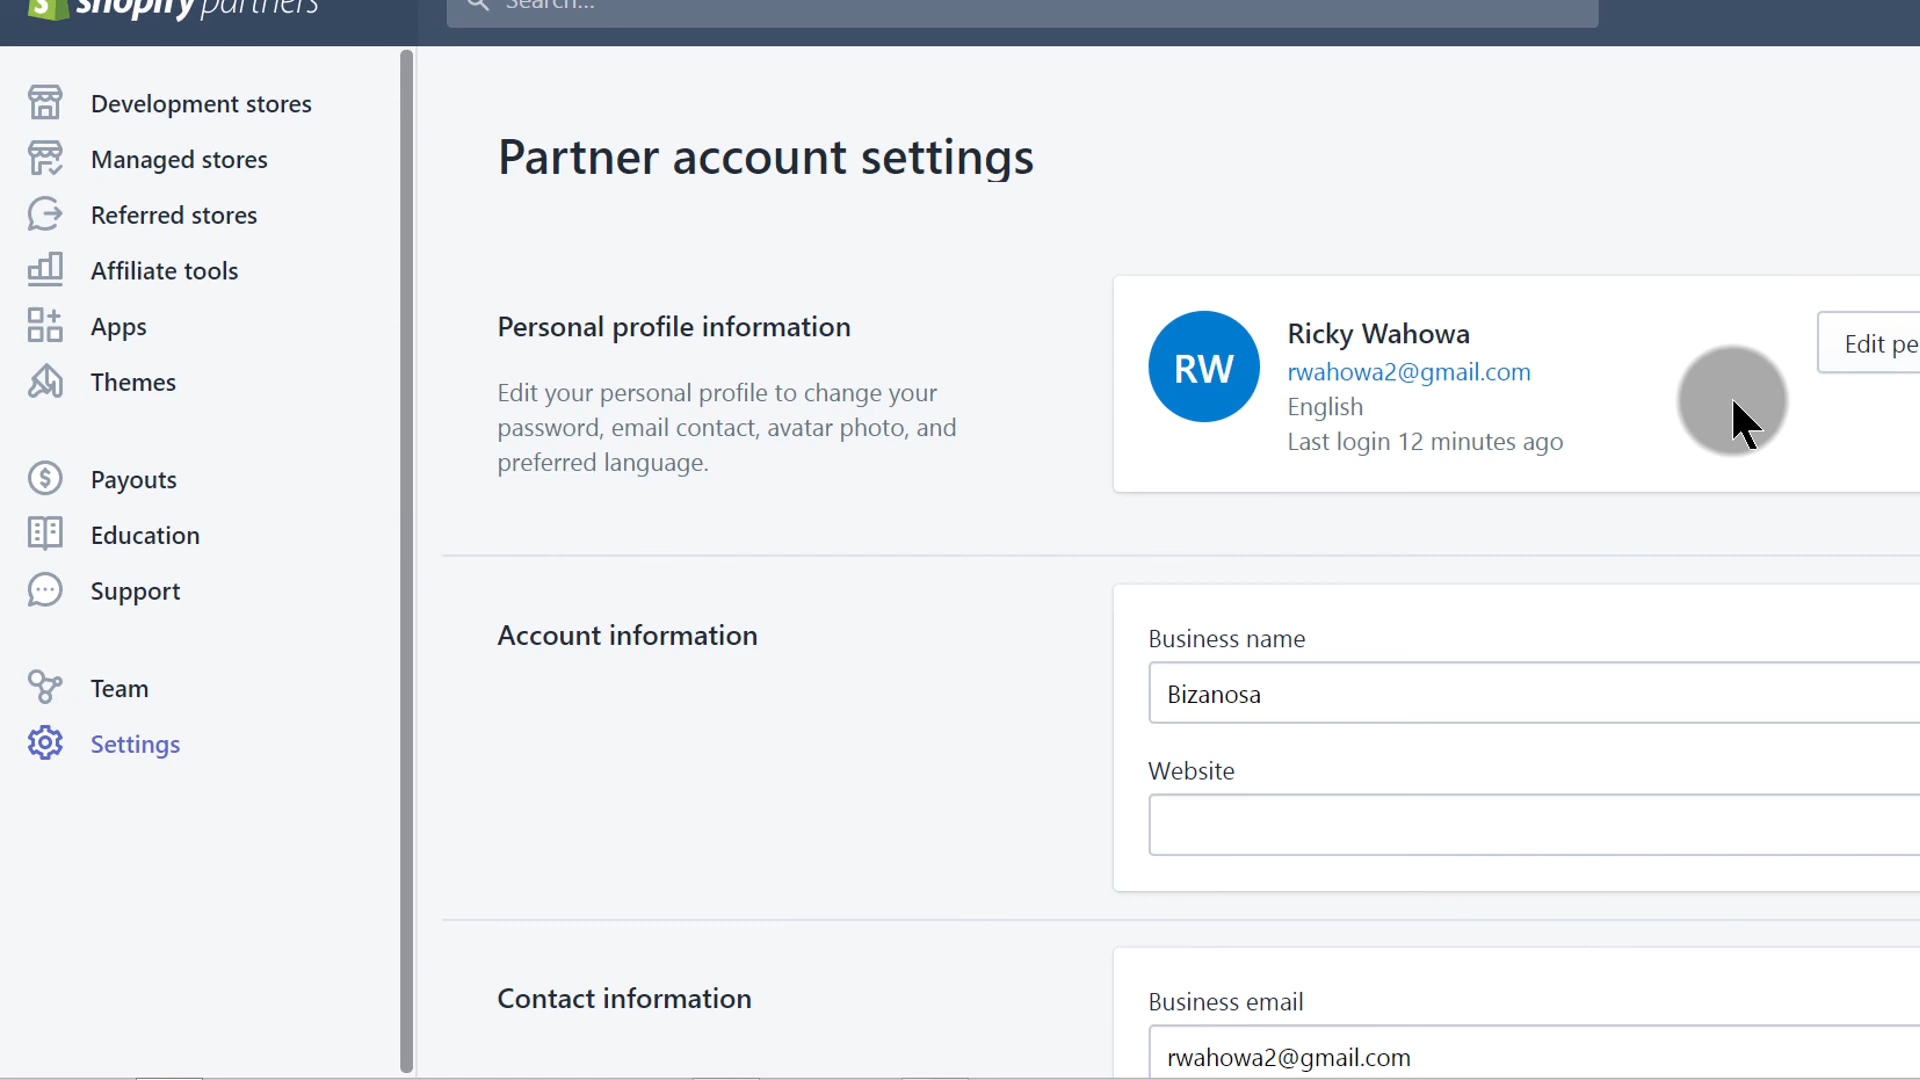 shopify partners
Search...
Development stores
Managed stores
Referred stores
Affiliate tools
Apps
Themes
Payouts
Education
Support
Team
Settings
Partner account settings
Personal profile information
Edit your personal profile to change your
password, email contact, avatar photo, and
preferred language.
RW
Ricky Wahowa
rwahowa2@gmail.com
English
Last login 12 minutes ago
Edit pe
Account information
Business name
Bizanosa
Website
Contact information
Business email
rwahowa2@gmail.com